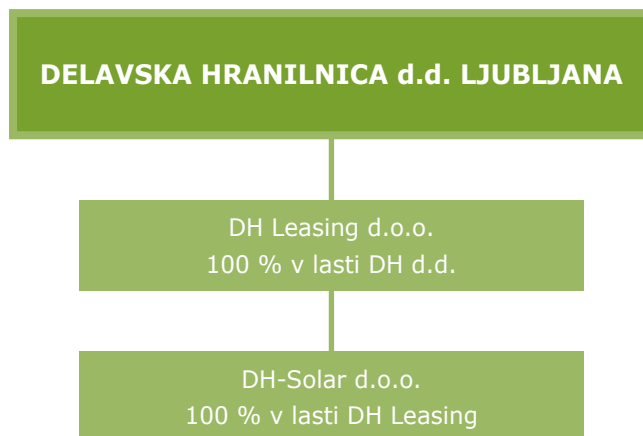 DELAVSKA HRANILNICA d.d. LJUBLJANA
DH Leasing d.o.o.
100 % v lasti DH d.d.
DH-Solar d.o.o.
100 % v lasti DH Leasing